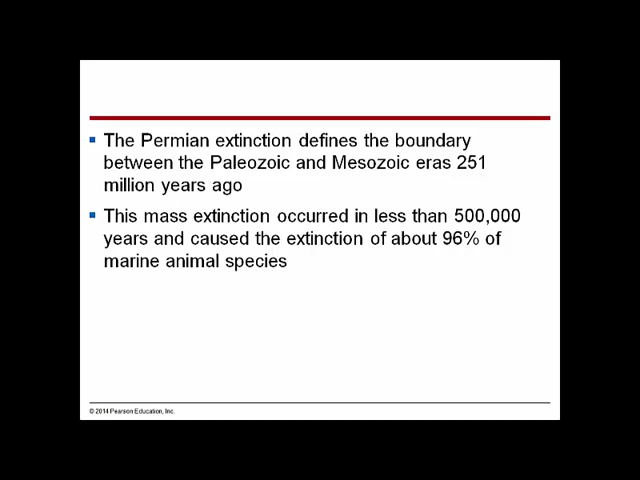 The Permian extinction defines the boundary
between the Paleozoic and Mesozoic eras 251
million years ago
This mass extinction occurred in less than 500,000
years and caused the extinction of about 96% of
marine animal species
© 2014 Pearson Education, Inc.